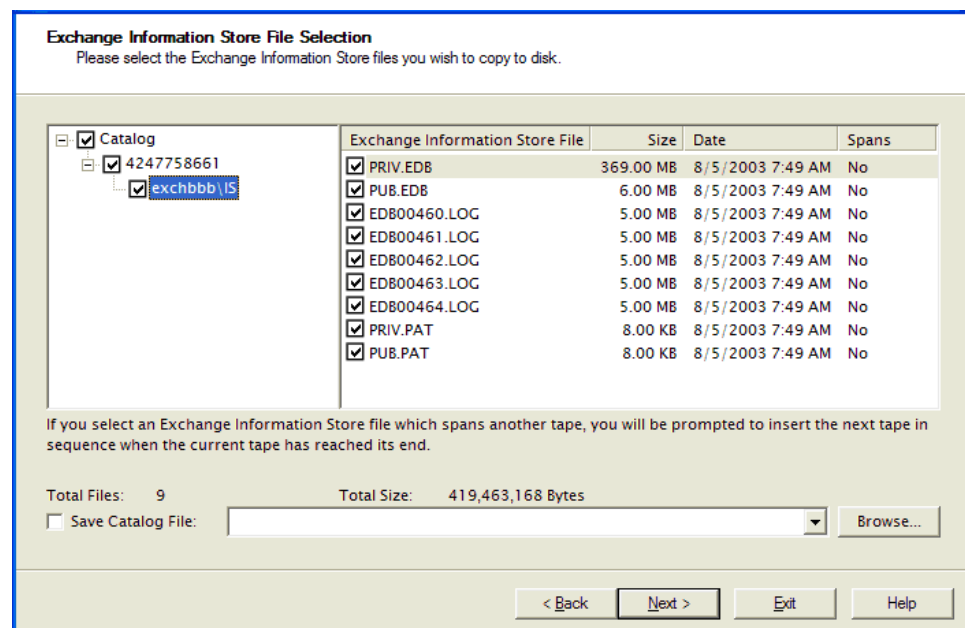 Exchange Information Store File Selection
Please select the Exchange Information Store files you wish to copy to disk.
Catalog
4247758661
exchbbb\IS
Exchange Information Store File Size Date Spans
PRIV.EDB 369.00 MB 8/5/2003 7:49 AM No
PUB.EDB 6.00 MB 8/5/2003 7:49 AM No
EDB00460.LOG 5.00 MB 8/5/2003 7:49 AM No
EDB00461.LOG 5.00 MB 8/5/2003 7:49 AM No
EDB00462.LOG 5.00 MB 8/5/2003 7:49 AM No
EDB00463.LOG 5.00 MB 8/5/2003 7:49 AM No
EDB00464.LOG 5.00 MB 8/5/2003 7:49 AM No
PRIV.PAT 8.00 KB 8/5/2003 7:49 AM No
PUB.PAT 8.00 KB 8/5/2003 7:49 AM No
If you select an Exchange Information Store file which spans another tape, you will be prompted to insert the next tape in
sequence when the current tape has reached its end.
Total Files: 9 Total Size: 419,463,168 Bytes
Save Catalog File: Browse...
< Back Next > Exit Help